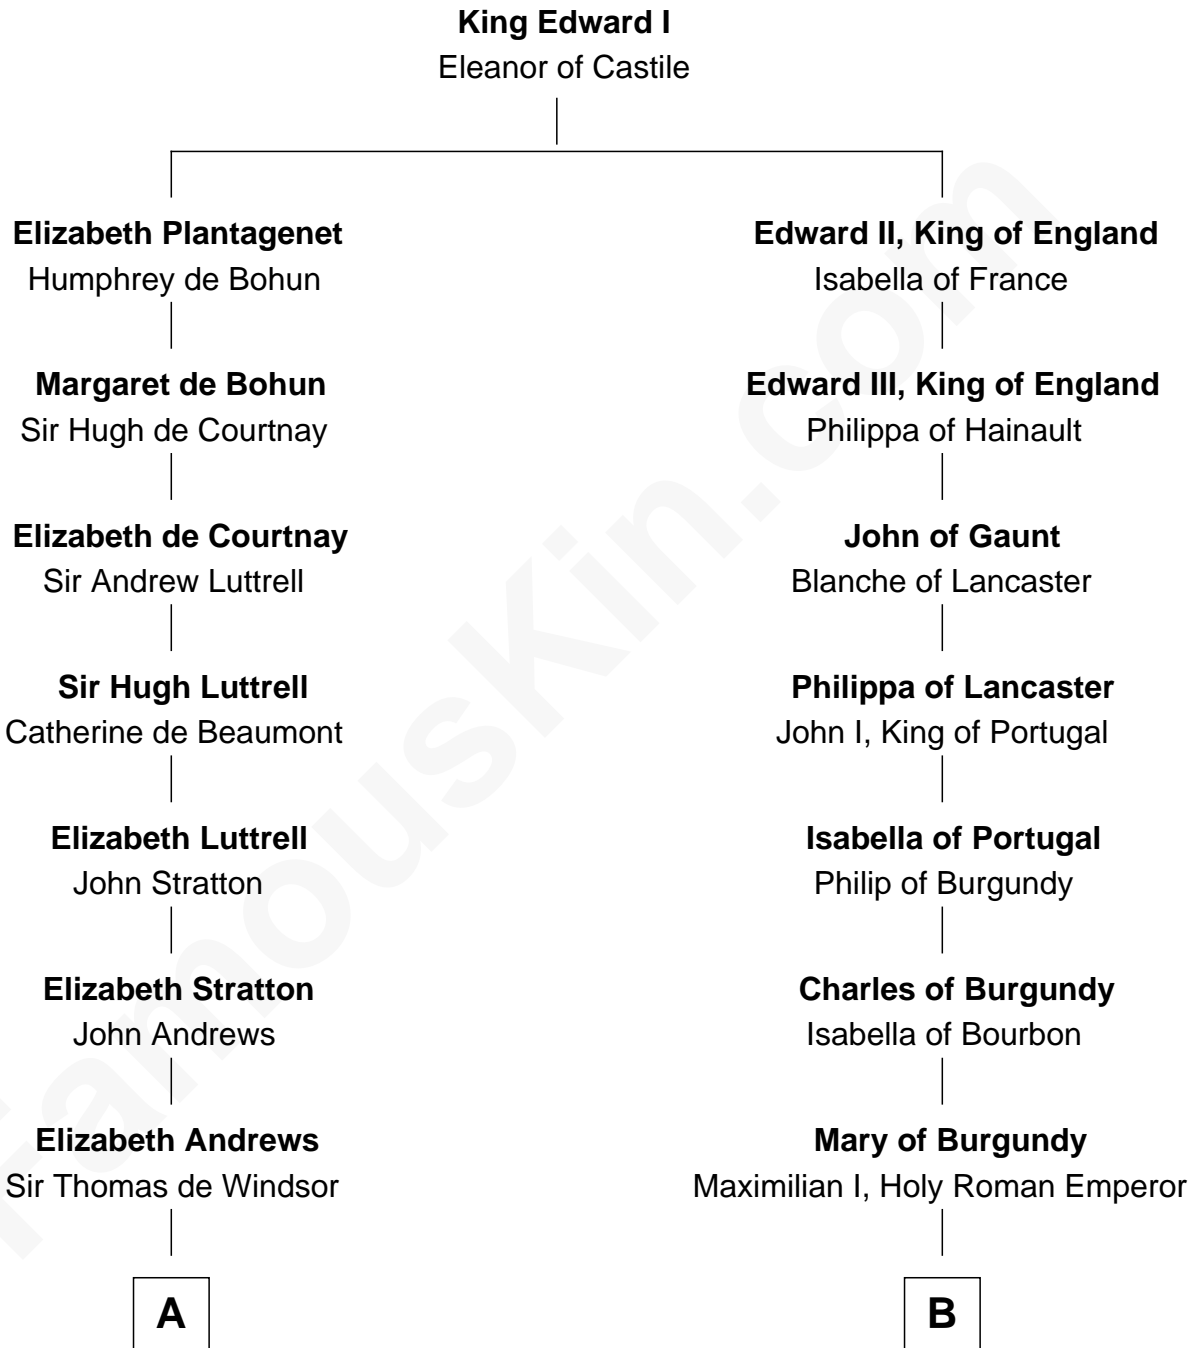 King Edward I
Eleanor of Castile
Elizabeth Plantagenet
Humphrey de Bohun
Margaret de Bohun
Sir Hugh de Courtnay
Elizabeth de Courtnay
Sir Andrew Luttrell
Sir Hugh Luttrell
Catherine de Beaumont
Elizabeth Luttrell
John Stratton
Elizabeth Stratton
John Andrews
Elizabeth Andrews
Sir Thomas de Windsor
A
Edward II, King of England
Isabella of France
Edward III, King of England
Philippa of Hainault
John of Gaunt
Blanche of Lancaster
Philippa of Lancaster
John I, King of Portugal
Isabella of Portugal
Philip of Burgundy
Charles of Burgundy
Isabella of Bourbon
Mary of Burgundy
Maximilian I, Holy Roman Emperor
B
FamousKin.com